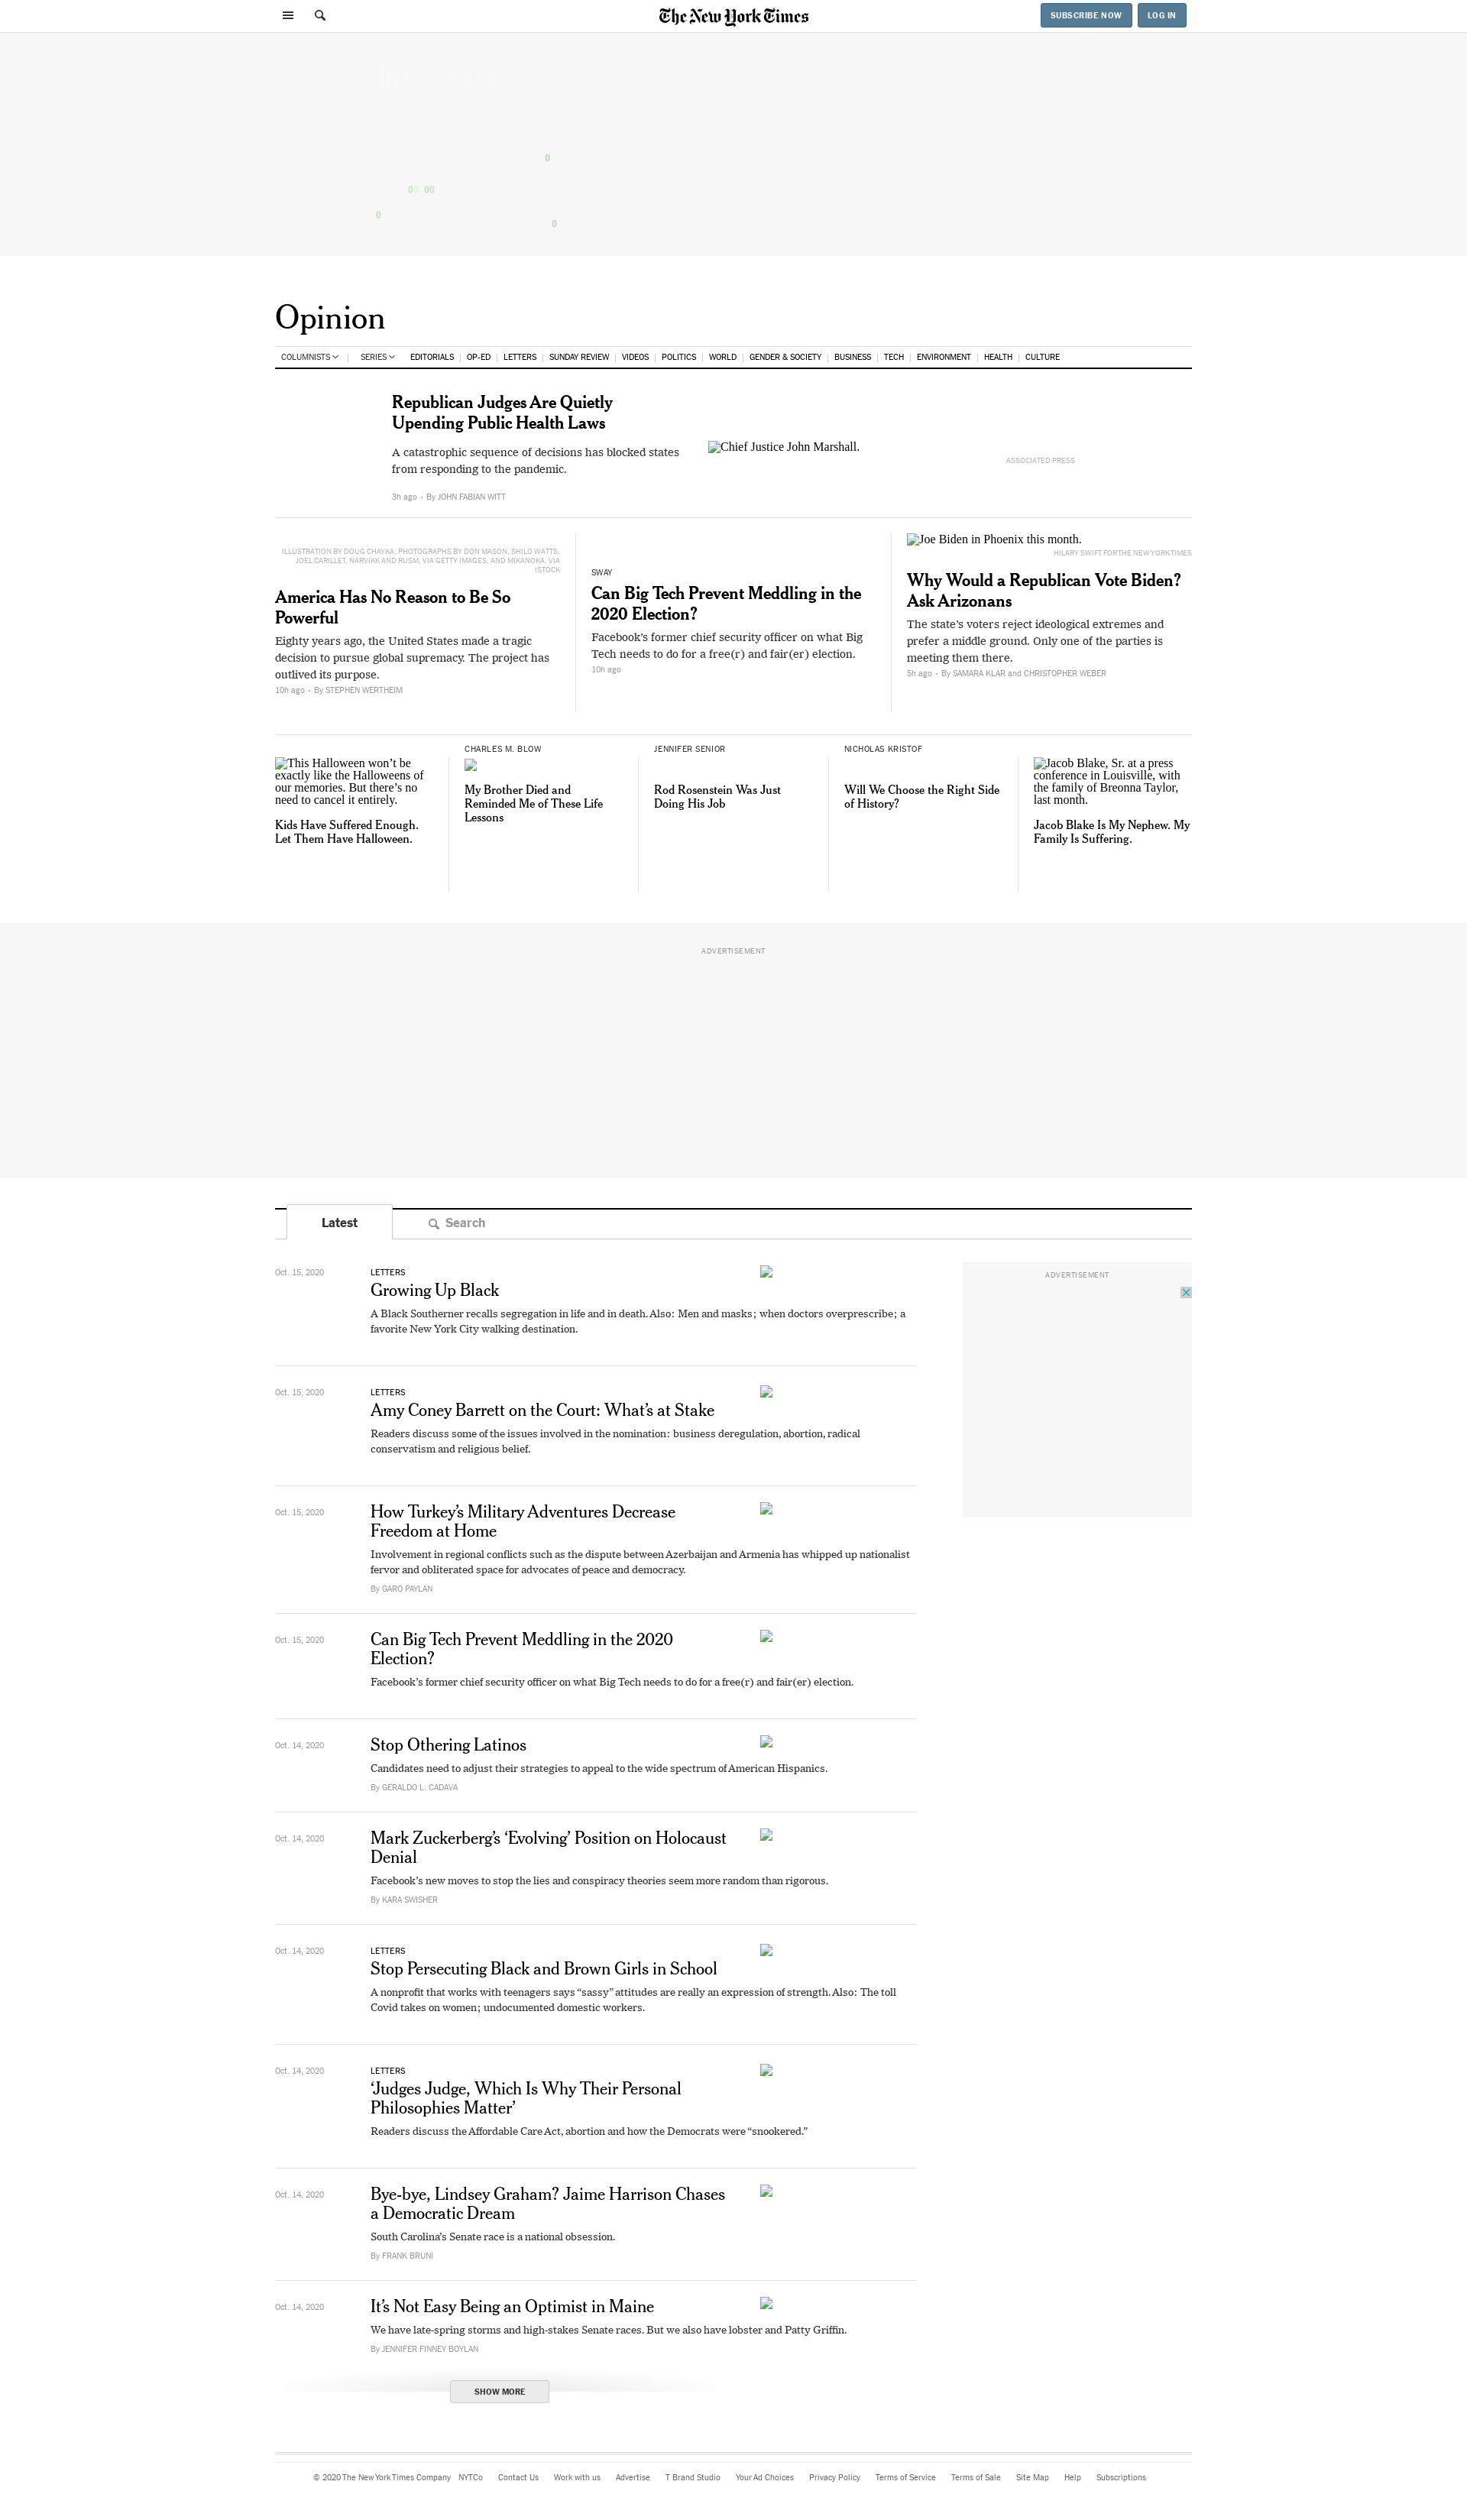 The New York Times
SUBSCRIBE NOW
LOG IN
0
0 00
0
0
Opinion
COLUMNISTS SERIES EDITORIALS OP-ED LETTERS SUNDAY REVIEW VIDEOS POLITICS WORLD GENDER & SOCIETY BUSINESS TECH ENVIRONMENT HEALTH CULTURE
Republican Judges Are Quietly
Upending Public Health Laws
A catastrophic sequence of decisions has blocked states
from responding to the pandemic.
3h ago • By JOHN FABIAN WITT
Chief Justice John Marshall.
ASSOCIATED PRESS
ILLUSTRATION BY DOUG CHAYKA; PHOTOGRAPHS BY DON MASON, SHILO WATTS,
JOEL CARILLET, NARVIKK AND RUSM, VIA GETTY IMAGES, AND MIKANOKA, VIA
ISTOCK
America Has No Reason to Be So
Powerful
Eighty years ago, the United States made a tragic
decision to pursue global supremacy. The project has
outlived its purpose.
10h ago • By STEPHEN WERTHEIM
SWAY
Can Big Tech Prevent Meddling in the
2020 Election?
Facebook’s former chief security officer on what Big
Tech needs to do for a free(r) and fair(er) election.
10h ago
Joe Biden in Phoenix this month.
HILARY SWIFT FOR THE NEW YORK TIMES
Why Would a Republican Vote Biden?
Ask Arizonans
The state’s voters reject ideological extremes and
prefer a middle ground. Only one of the parties is
meeting them there.
5h ago • By SAMARA KLAR and CHRISTOPHER WEBER
This Halloween won’t be
exactly like the Halloweens of
our memories. But there’s no
need to cancel it entirely.
Kids Have Suffered Enough.
Let Them Have Halloween.
CHARLES M. BLOW
My Brother Died and
Reminded Me of These Life
Lessons
JENNIFER SENIOR
Rod Rosenstein Was Just
Doing His Job
NICHOLAS KRISTOF
Will We Choose the Right Side
of History?
Jacob Blake, Sr. at a press
conference in Louisville, with
the family of Breonna Taylor,
last month.
Jacob Blake Is My Nephew. My
Family Is Suffering.
ADVERTISEMENT
Latest
Search
ADVERTISEMENT
Oct. 15, 2020
LETTERS
Growing Up Black
A Black Southerner recalls segregation in life and in death. Also: Men and masks; when doctors overprescribe; a
favorite New York City walking destination.
Oct. 15, 2020
LETTERS
Amy Coney Barrett on the Court: What’s at Stake
Readers discuss some of the issues involved in the nomination: business deregulation, abortion, radical
conservatism and religious belief.
Oct. 15, 2020
How Turkey’s Military Adventures Decrease
Freedom at Home
Involvement in regional conflicts such as the dispute between Azerbaijan and Armenia has whipped up nationalist
fervor and obliterated space for advocates of peace and democracy.
By GARO PAYLAN
Oct. 15, 2020
Can Big Tech Prevent Meddling in the 2020
Election?
Facebook’s former chief security officer on what Big Tech needs to do for a free(r) and fair(er) election.
Oct. 14, 2020
Stop Othering Latinos
Candidates need to adjust their strategies to appeal to the wide spectrum of American Hispanics.
By GERALDO L. CADAVA
Oct. 14, 2020
Mark Zuckerberg’s ‘Evolving’ Position on Holocaust
Denial
Facebook’s new moves to stop the lies and conspiracy theories seem more random than rigorous.
By KARA SWISHER
Oct. 14, 2020
LETTERS
Stop Persecuting Black and Brown Girls in School
A nonprofit that works with teenagers says “sassy” attitudes are really an expression of strength. Also: The toll
Covid takes on women; undocumented domestic workers.
Oct. 14, 2020
LETTERS
‘Judges Judge, Which Is Why Their Personal
Philosophies Matter’
Readers discuss the Affordable Care Act, abortion and how the Democrats were “snookered.”
Oct. 14, 2020
Bye-bye, Lindsey Graham? Jaime Harrison Chases
a Democratic Dream
South Carolina’s Senate race is a national obsession.
By FRANK BRUNI
Oct. 14, 2020
It’s Not Easy Being an Optimist in Maine
We have late-spring storms and high-stakes Senate races. But we also have lobster and Patty Griffin.
By JENNIFER FINNEY BOYLAN
SHOW MORE
© 2020 The New York Times Company NYTCo Contact Us Work with us Advertise T Brand Studio Your Ad Choices Privacy Policy Terms of Service Terms of Sale Site Map Help Subscriptions